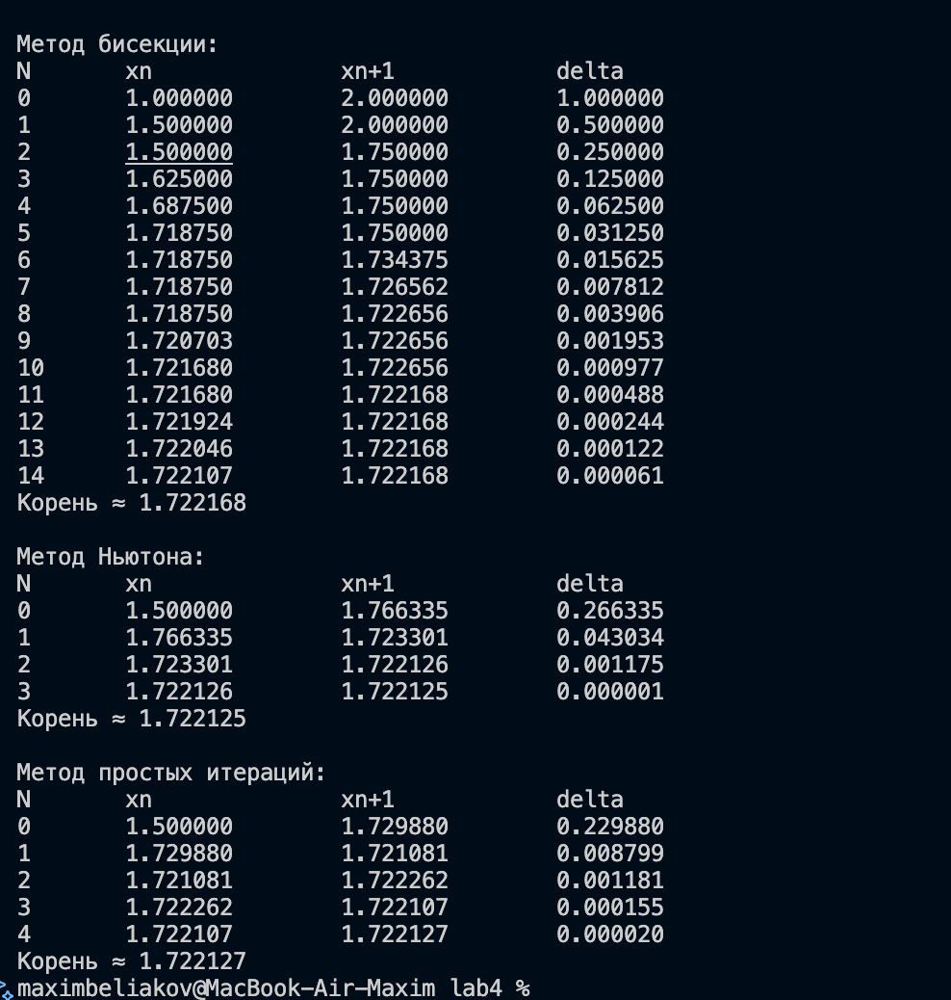 Метод бисекции:
N xn xn+1 delta
0 1.000000 2.000000 1.000000
1 1.500000 2.000000 0.500000
2 1.500000 1.750000 0.250000
3 1.625000 1.750000 0.125000
4 1.687500 1.750000 0.062500
5 1.718750 1.750000 0.031250
6 1.718750 1.734375 0.015625
7 1.718750 1.726562 0.007812
8 1.718750 1.722656 0.003906
9 1.720703 1.722656 0.001953
10 1.721680 1.722656 0.000977
11 1.721680 1.722168 0.000488
12 1.721924 1.722168 0.000244
13 1.722046 1.722168 0.000122
14 1.722107 1.722168 0.000061
Корень ≈ 1.722168
Метод Ньютона:
N xn xn+1 delta
0 1.500000 1.766335 0.266335
1 1.766335 1.723301 0.043034
2 1.723301 1.722126 0.001175
3 1.722126 1.722125 0.000001
Корень ≈ 1.722125
Метод простых итераций:
N xn xn+1 delta
0 1.500000 1.729880 0.229880
1 1.729880 1.721081 0.008799
2 1.721081 1.722262 0.001181
3 1.722262 1.722107 0.000155
4 1.722107 1.722127 0.000020
Корень ≈ 1.722127
maximbeliakov@MacBook-Air-Maxim lab4 %